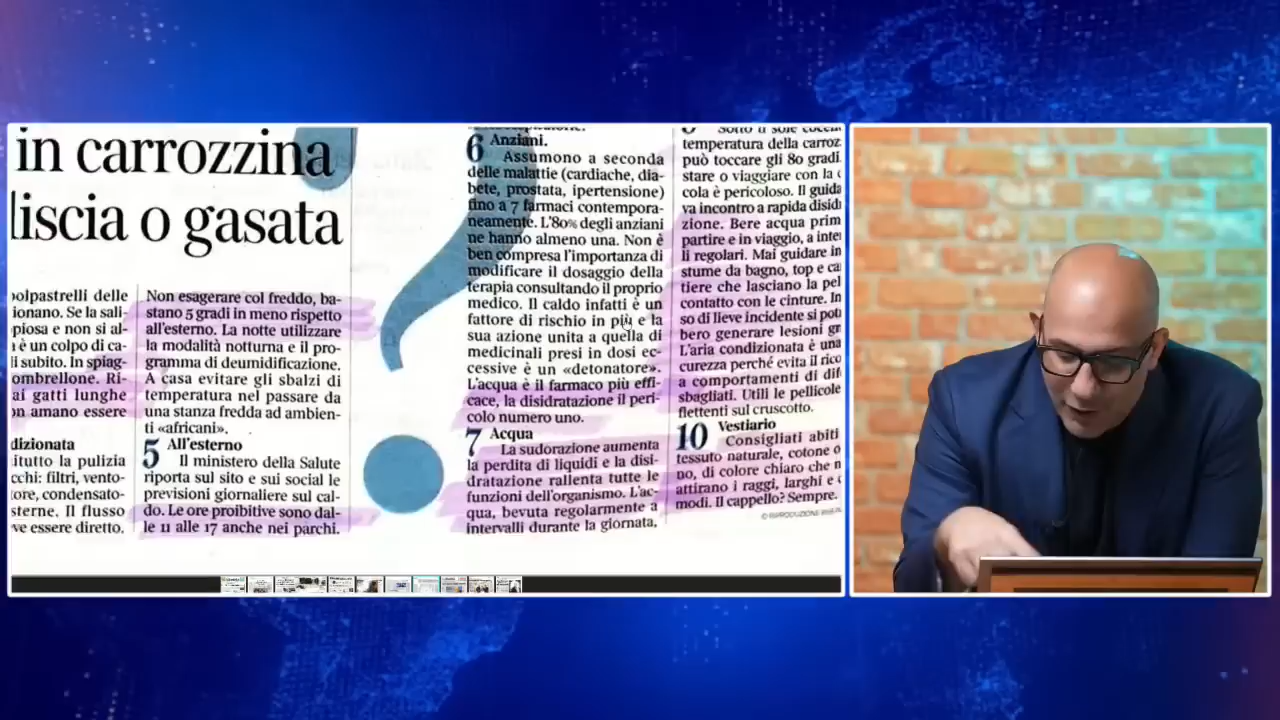 in carrozzina
liscia o gasata
polpastrelli delle
ionano. Se la sali-
piosa e non si al-
è un colpo di ca-
li subito. In spiag-
ombrellone. Ri-
ai gatti lunghe
on amano essere
dizionata
itutto la pulizia
cchi: filtri, vento-
ore, condensato-
sterne. Il flusso
ve essere diretto.
Non esagerare col freddo, ba-
stano 5 gradi in meno rispetto
all'esterno. La notte utilizzare
la modalità notturna e il pro-
gramma di deumidificazione.
A casa evitare gli sbalzi di
temperatura nel passare da
una stanza fredda ad ambien-
ti «africani».
5 All'esterno
Il ministero della Salute
riporta sul sito e sui social le
previsioni giornaliere sul cal-
do. Le ore proibitive sono dal-
le 11 alle 17 anche nei parchi.
6 Anziani.
Assumono a seconda
delle malattie (cardiache, dia-
bete, prostata, ipertensione)
fino a 7 farmaci contempora-
neamente. L'80% degli anziani
ne hanno almeno una. Non è
ben compresa l'importanza di
modificare il dosaggio della
terapia consultando il proprio
medico. Il caldo infatti è un
fattore di rischio in più e la
sua azione unita a quella di
medicinali presi in dosi ec-
cessive è un «detonatore».
L'acqua è il farmaco più effi-
cace, la disidratazione il peri-
colo numero uno.
7 Acqua
La sudorazione aumenta
la perdita di liquidi e la disi-
dratazione rallenta tutte le
funzioni dell'organismo. L'ac-
qua, bevuta regolarmente a
intervalli durante la giornata,
Sotto il sole cocen
temperatura della carroz
può toccare gli 80 gradi.
stare o viaggiare con la c
cola è pericoloso. Il guida
va incontro a rapida disid
zione. Bere acqua prim
partire e in viaggio, a inte
li regolari. Mai guidare in
stume da bagno, top e ca
tiere che lasciano la pel
contatto con le cinture. In
so di lieve incidente si pot
bero generare lesioni gr
L'aria condizionata è una
curezza perché evita il rico
a comportamenti di dif
sbagliati. Utili le pellicole
flettenti sul cruscotto.
10 Vestiario
Consigliati abiti
tessuto naturale, cotone o
no, di colore chiaro che n
attirano i raggi, larghi e c
modi. Il cappello? Sempre.